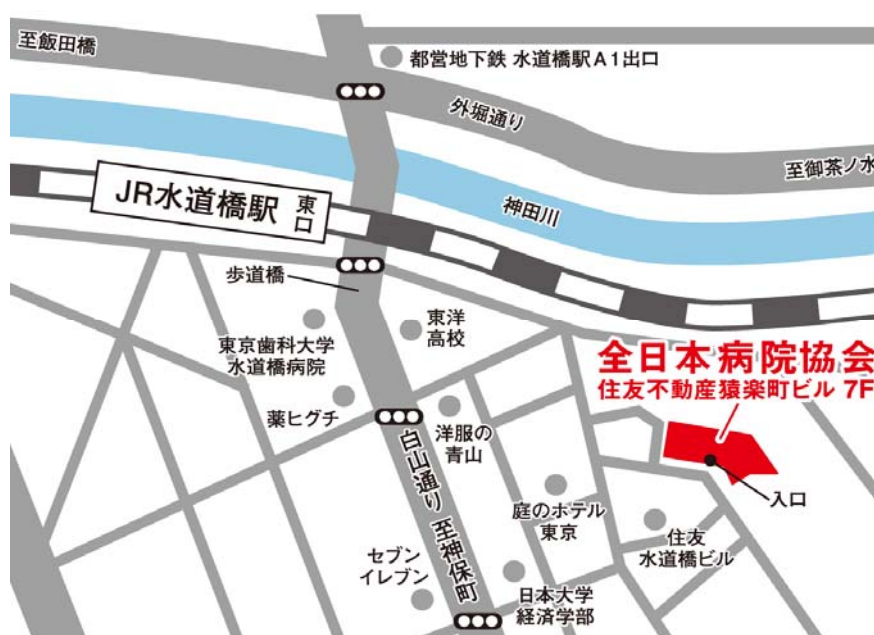 至飯田橋
都営地下鉄 水道橋駅A1出口
外堀通り
至御茶ノ水
JR水道橋駅
東口
神田川
歩道橋
東京歯科大学
水道橋病院
東洋
高校
全日本病院協会
住友不動産猿楽町ビル 7F
薬ヒグチ
洋服の
青山
白山通り 至神保町
入口
庭のホテル
東京
住友
水道橋ビル
セブン
イレブン
日本大学
経済学部